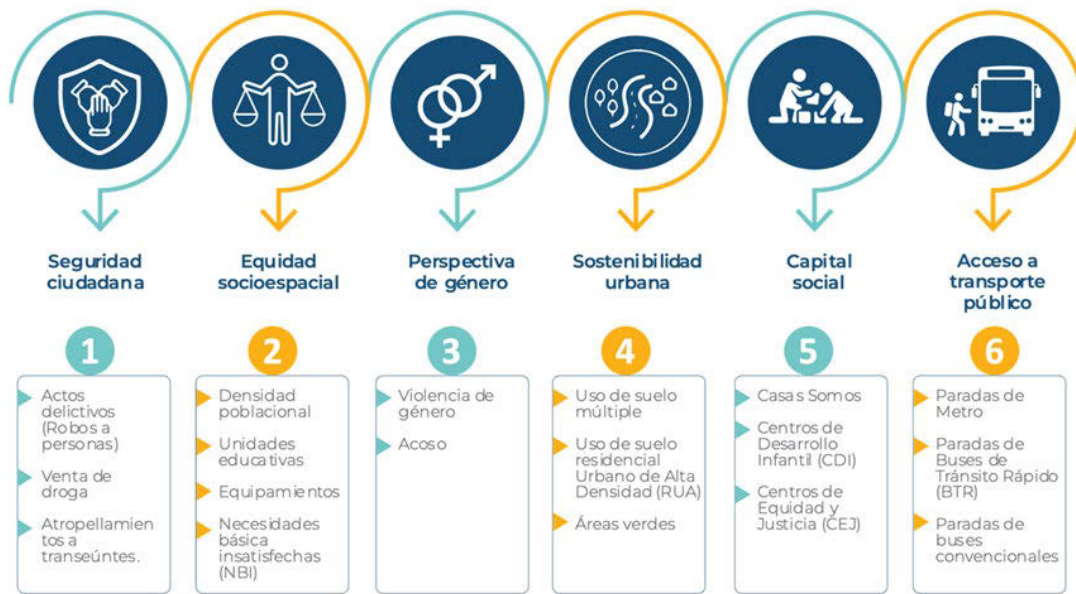 Seguridad
ciudadana
1
Actos
delictivos
(Robos a
personas)
Venta de
droga
Atropellamien
tos a
transeúntes.
Equidad
socioespacial
2
Densidad
poblacional
Unidades
educativas
Equipamientos
Necesidades
básica
insatisfechas
(NBI)
Perspectiva
de género
3
Violencia de
género
Acoso
Sostenibilidad
urbana
4
Uso de suelo
múltiple
Uso de suelo
residencial
Urbano de Alta
Densidad (RUA)
Áreas verdes
Capital
social
5
Casas Somos
Centros de
Desarrollo
Infantil (CDI)
Centros de
Equidad y
Justicia (CEJ)
Acceso a
transporte
público
6
Paradas de
Metro
Paradas de
Buses de
Tránsito Rápido
(BTR)
Paradas de
buses
convencionales